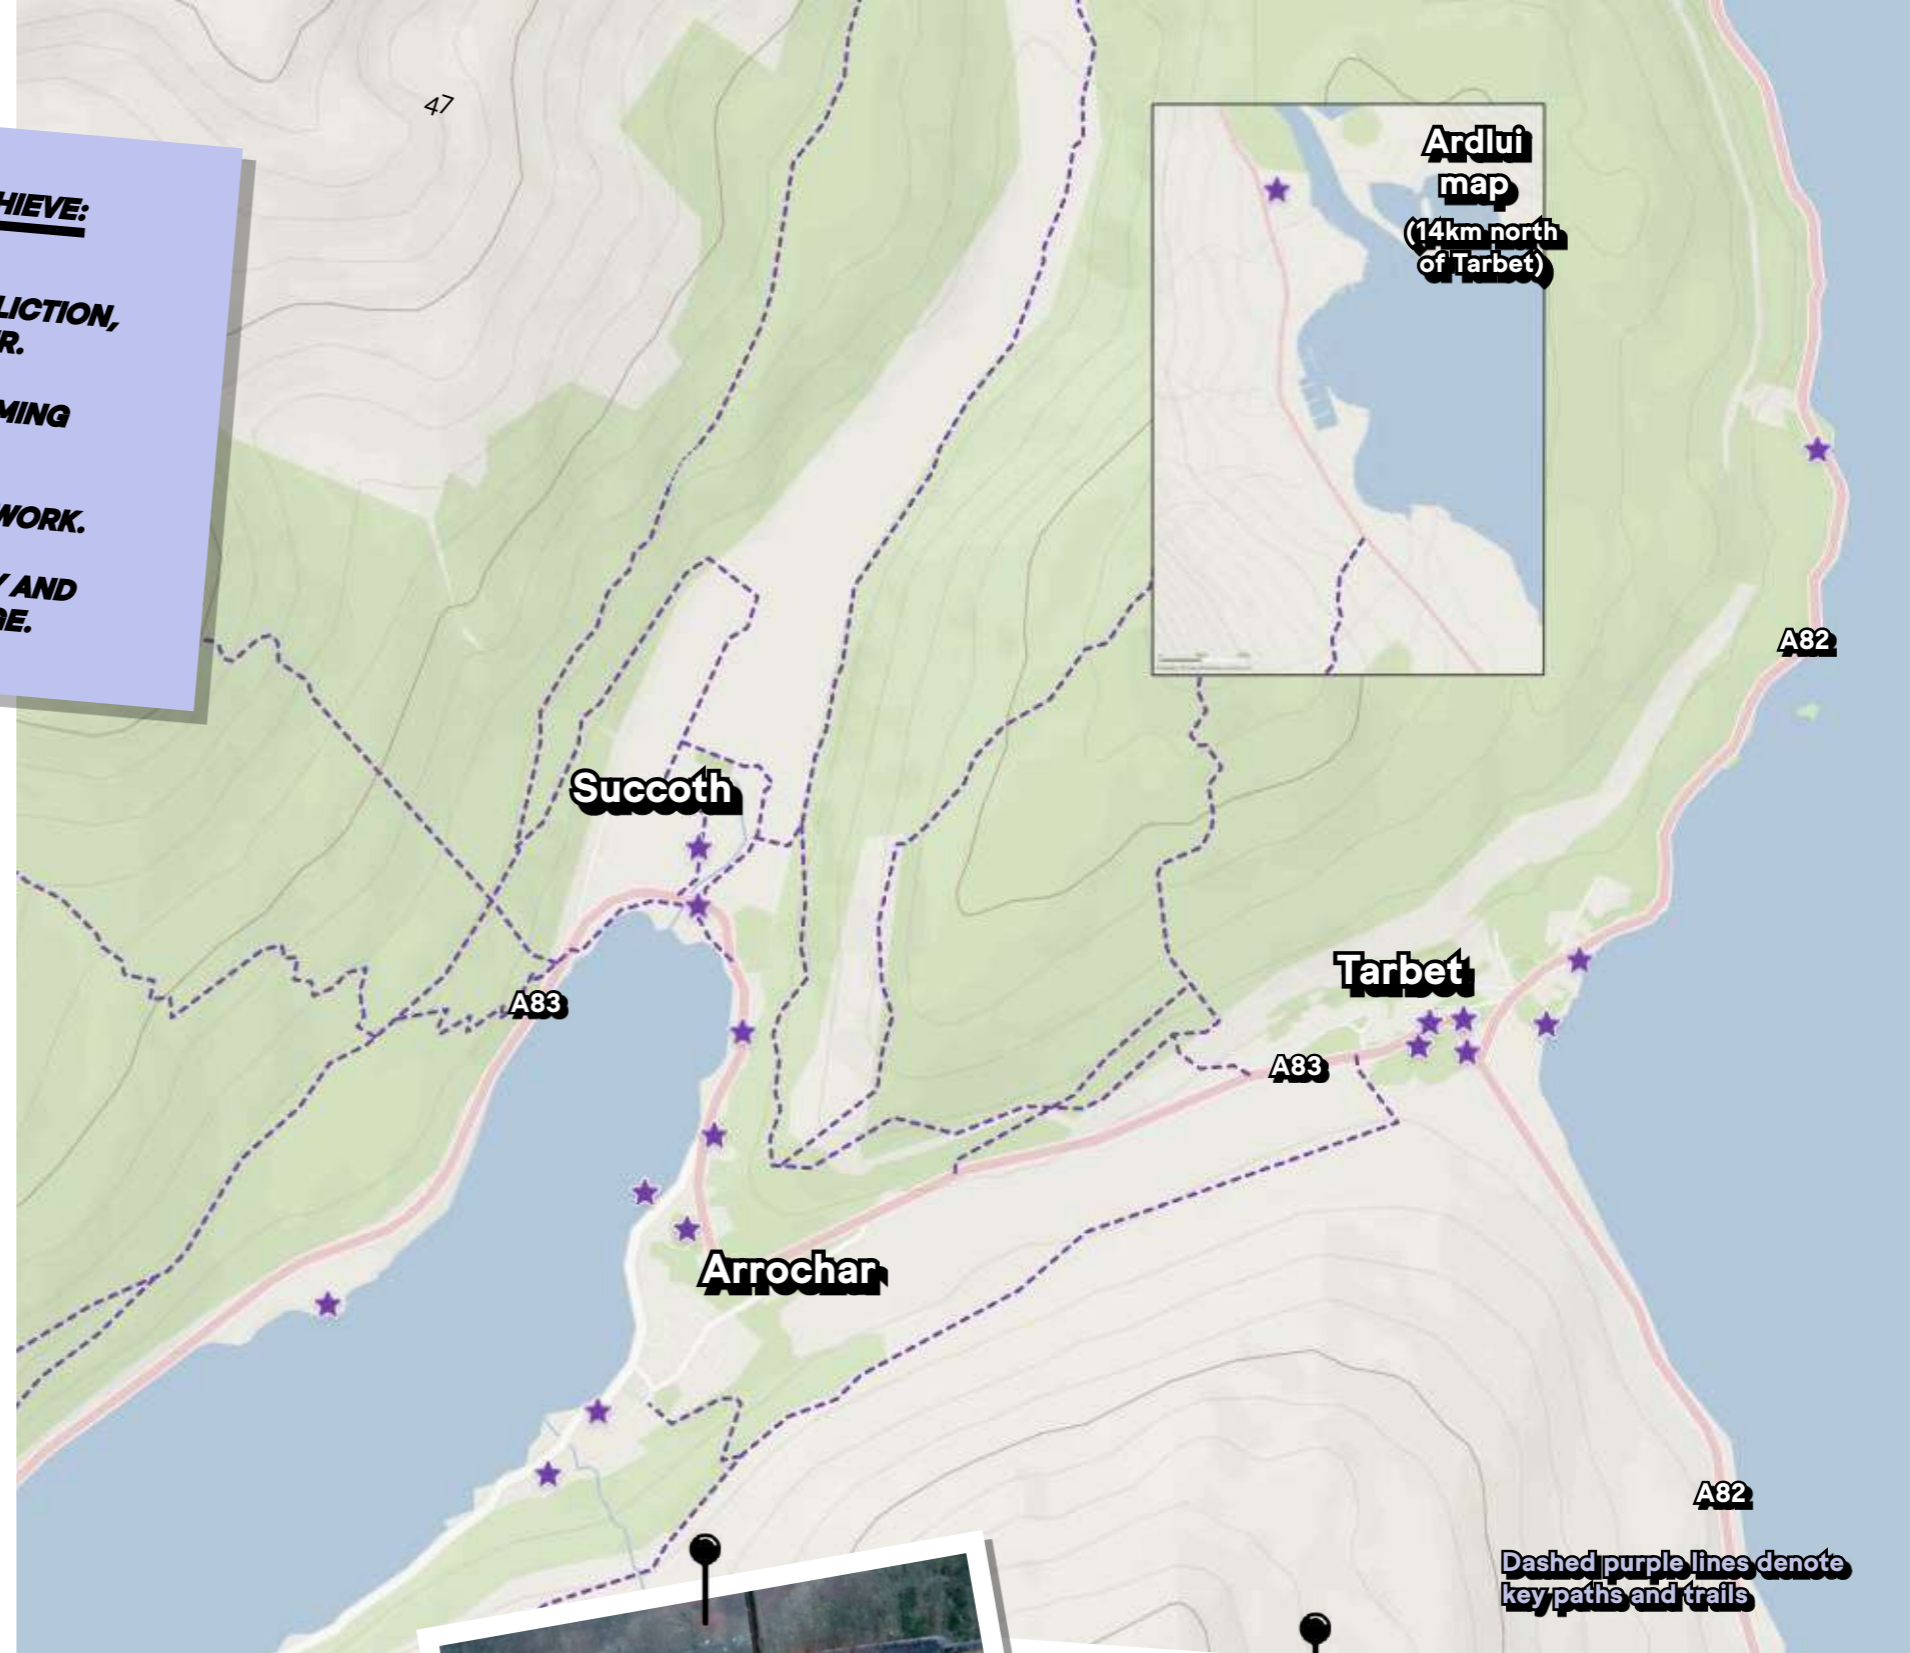 47
HIEVE:
LICTION,
R.
MING
WORK.
Y AND
GE.
Ardlui
map
(14km north
of Tarbet)
A82
Succoth
Tarbet
A83
A83
Arrochar
A82
Dashed purple lines denote
key paths and trails